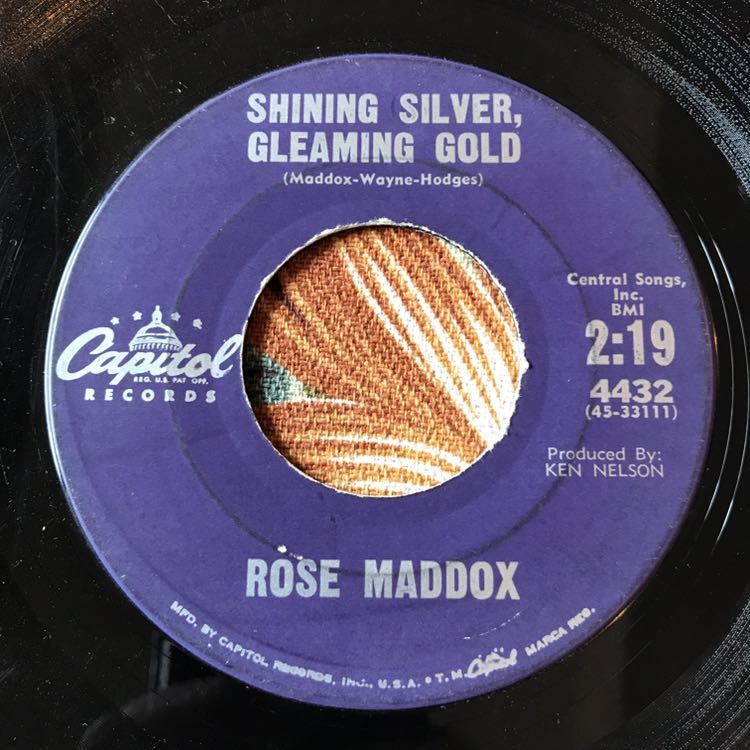 SHINING SILVER,
GLEAMING GOLD
(Maddox-Wayne-Hodges)
Central Songs,
Inc.
BMI
2:19
4432
(45-33111)
Produced By:
KEN NELSON
Capitol
REG. U.S. PAT. OFF.
RECORDS
ROSE MADDOX
MFD. BY CAPITOL RECORDS, INC., U.S.A. • T.M. Capitol MARCA REG.